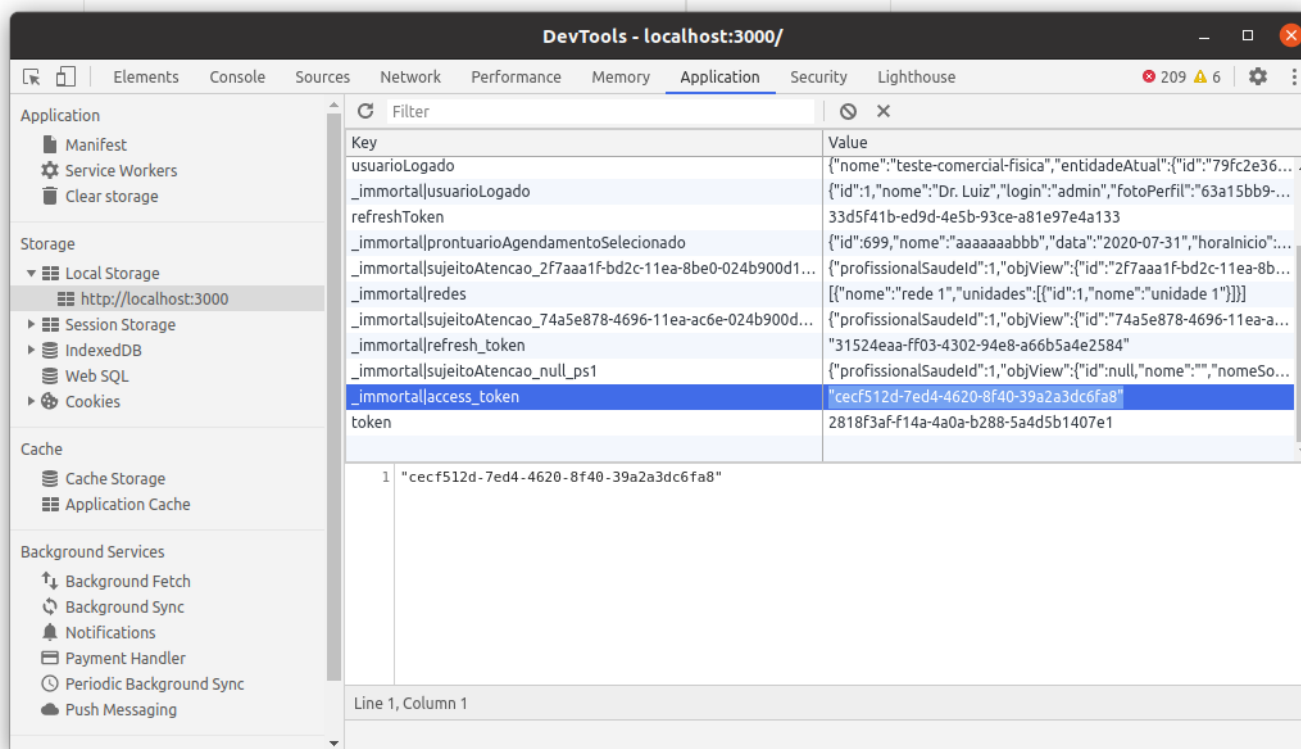 DevTools - localhost:3000/
Elements Console Sources Network Performance Memory Application Security Lighthouse 209 6
Application
Manifest
Service Workers
Clear storage
Storage
Local Storage
http://localhost:3000
Session Storage
IndexedDB
Web SQL
Cookies
Cache
Cache Storage
Application Cache
Background Services
Background Fetch
Background Sync
Notifications
Payment Handler
Periodic Background Sync
Push Messaging
Filter
Key Value
usuarioLogado {"nome":"teste-comercial-fisica","entidadeAtual":{"id":"79fc2e36...
_immortal|usuarioLogado {"id":1,"nome":"Dr. Luiz","login":"admin","fotoPerfil":"63a15bb9-...
refreshToken 33d5f41b-ed9d-4e5b-93ce-a81e97e4a133
_immortal|prontuarioAgendamentoSelecionado {"id":699,"nome":"aaaaaaabbb","data":"2020-07-31","horaInicio":...
_immortal|sujeitoAtencao_2f7aaa1f-bd2c-11ea-8be0-024b900d1... {"profissionalSaudeId":1,"objView":{"id":"2f7aaa1f-bd2c-11ea-8b...
_immortal|redes [{"nome":"rede 1","unidades":[{"id":1,"nome":"unidade 1"}]}]
_immortal|sujeitoAtencao_74a5e878-4696-11ea-ac6e-024b900d... {"profissionalSaudeId":1,"objView":{"id":"74a5e878-4696-11ea-a...
_immortal|refresh_token "31524eaa-ff03-4302-94e8-a66b5a4e2584"
_immortal|sujeitoAtencao_null_ps1 {"profissionalSaudeId":1,"objView":{"id":null,"nome":"","nomeSo...
_immortal|access_token "cecf512d-7ed4-4620-8f40-39a2a3dc6fa8"
token 2818f3af-f14a-4a0a-b288-5a4d5b1407e1
1 "cecf512d-7ed4-4620-8f40-39a2a3dc6fa8"
Line 1, Column 1